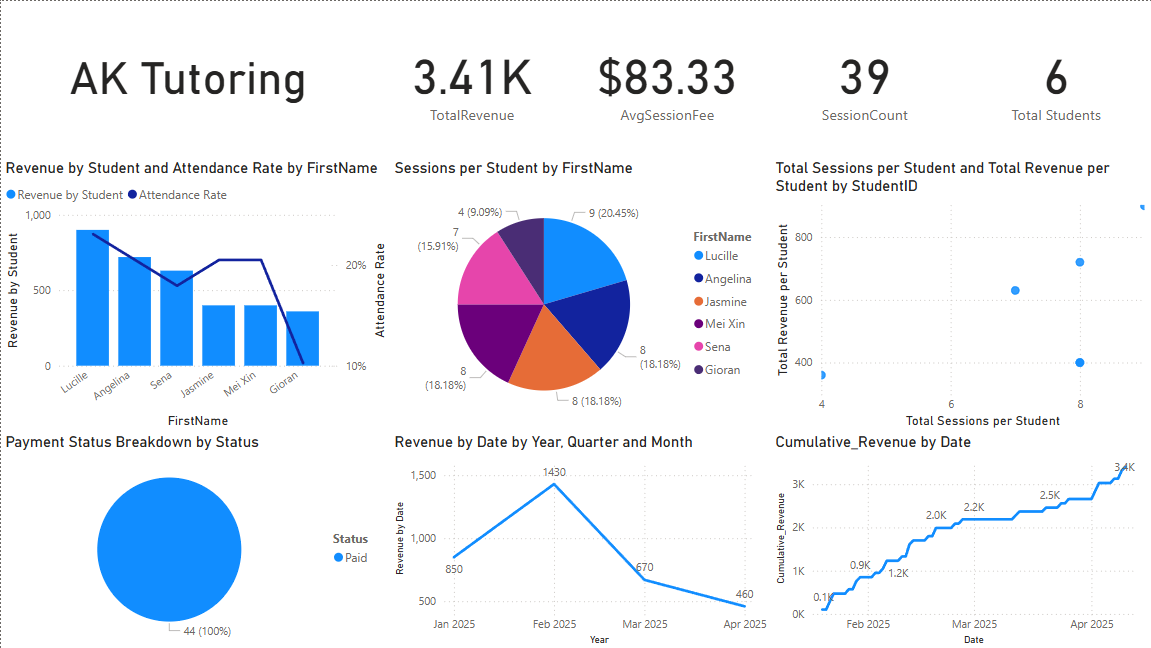 AK Tutoring
3.41K
TotalRevenue
$83.33
AvgSessionFee
39
SessionCount
6
Total Students
Revenue by Student and Attendance Rate by FirstName
Revenue by Student Attendance Rate
Revenue by Student
1,000
500
0
20%
10%
Attendance Rate
Lucille
Angelina
Sena
Jasmine
Mei Xin
Gioran
FirstName
Sessions per Student by FirstName
4 (9.09%)
9 (20.45%)
7
(15.91%)
8
(18.18%)
8
(18.18%)
8 (18.18%)
FirstName
Lucille
Angelina
Jasmine
Mei Xin
Sena
Gioran
Total Sessions per Student and Total Revenue per
Student by StudentID
Total Revenue per Student
800
600
400
4
6
8
Total Sessions per Student
Payment Status Breakdown by Status
44 (100%)
Status
Paid
Revenue by Date by Year, Quarter and Month
Revenue by Date
1,500
1,000
500
850
1430
670
460
Jan 2025
Feb 2025
Mar 2025
Apr 2025
Year
Cumulative_Revenue by Date
Cumulative_Revenue
3K
2K
1K
0K
0.1K
0.9K
1.2K
2.0K
2.2K
2.5K
3.4K
Feb 2025
Mar 2025
Apr 2025
Date